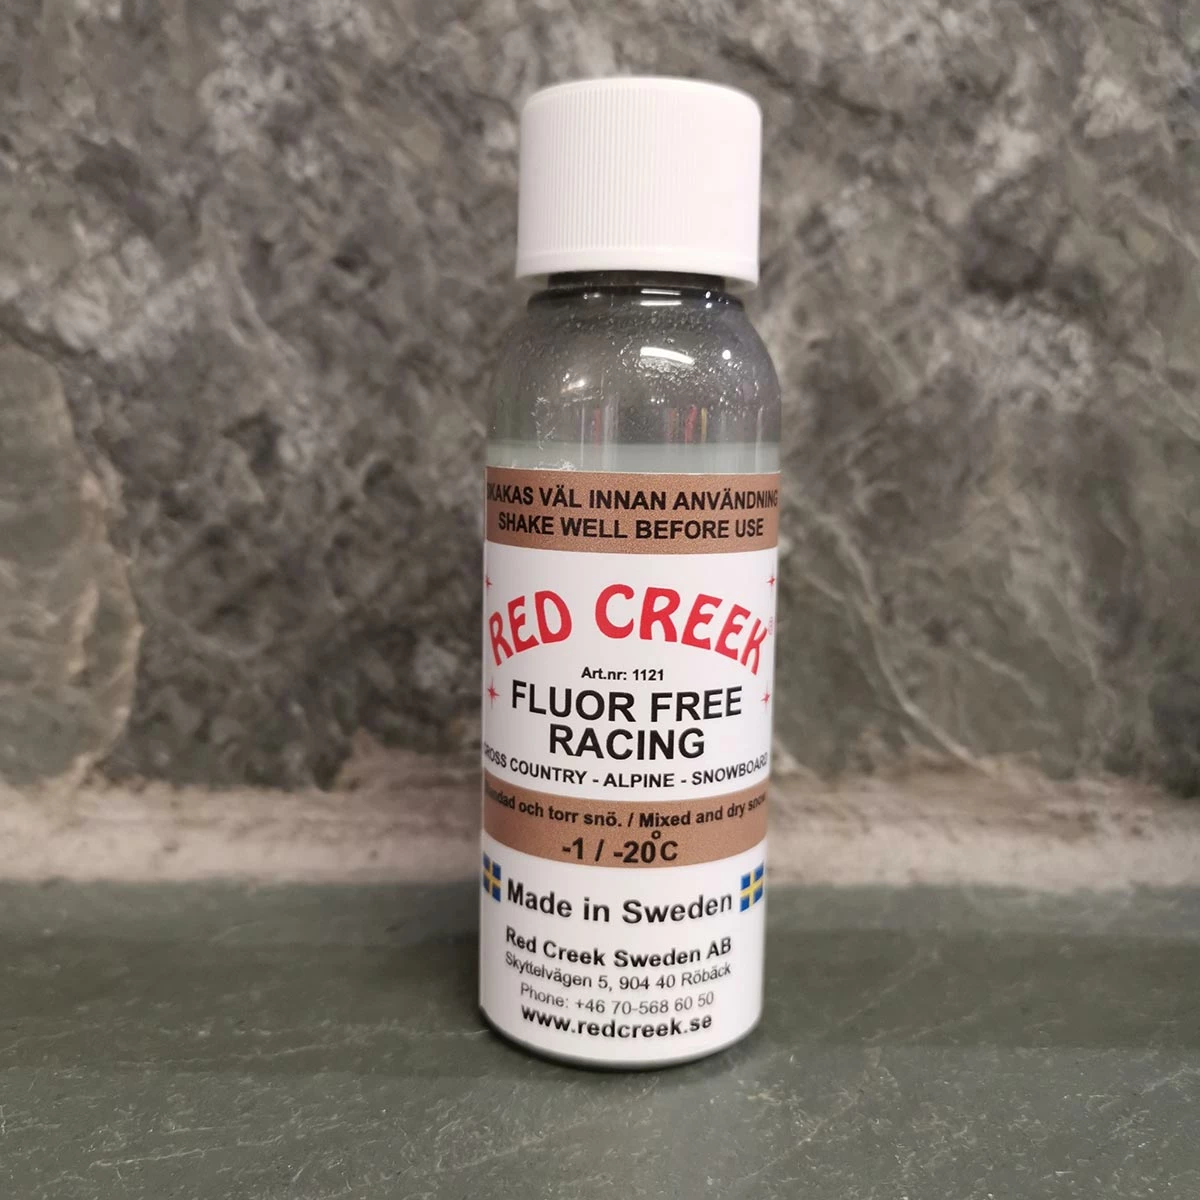 SKAKAS VÄL INNAN ANVÄNDNING
SHAKE WELL BEFORE USE
RED CREEK®
Art.nr: 1121
FLUOR FREE
RACING
CROSS COUNTRY - ALPINE - SNOWBOARD
och torr snö. / Mixed and dry snow
-1 / -20°C
Made in Sweden
Red Creek Sweden AB
Skyttelvägen 5, 904 40 Röbäck
Phone: +46 70-568 60 50
www.redcreek.se